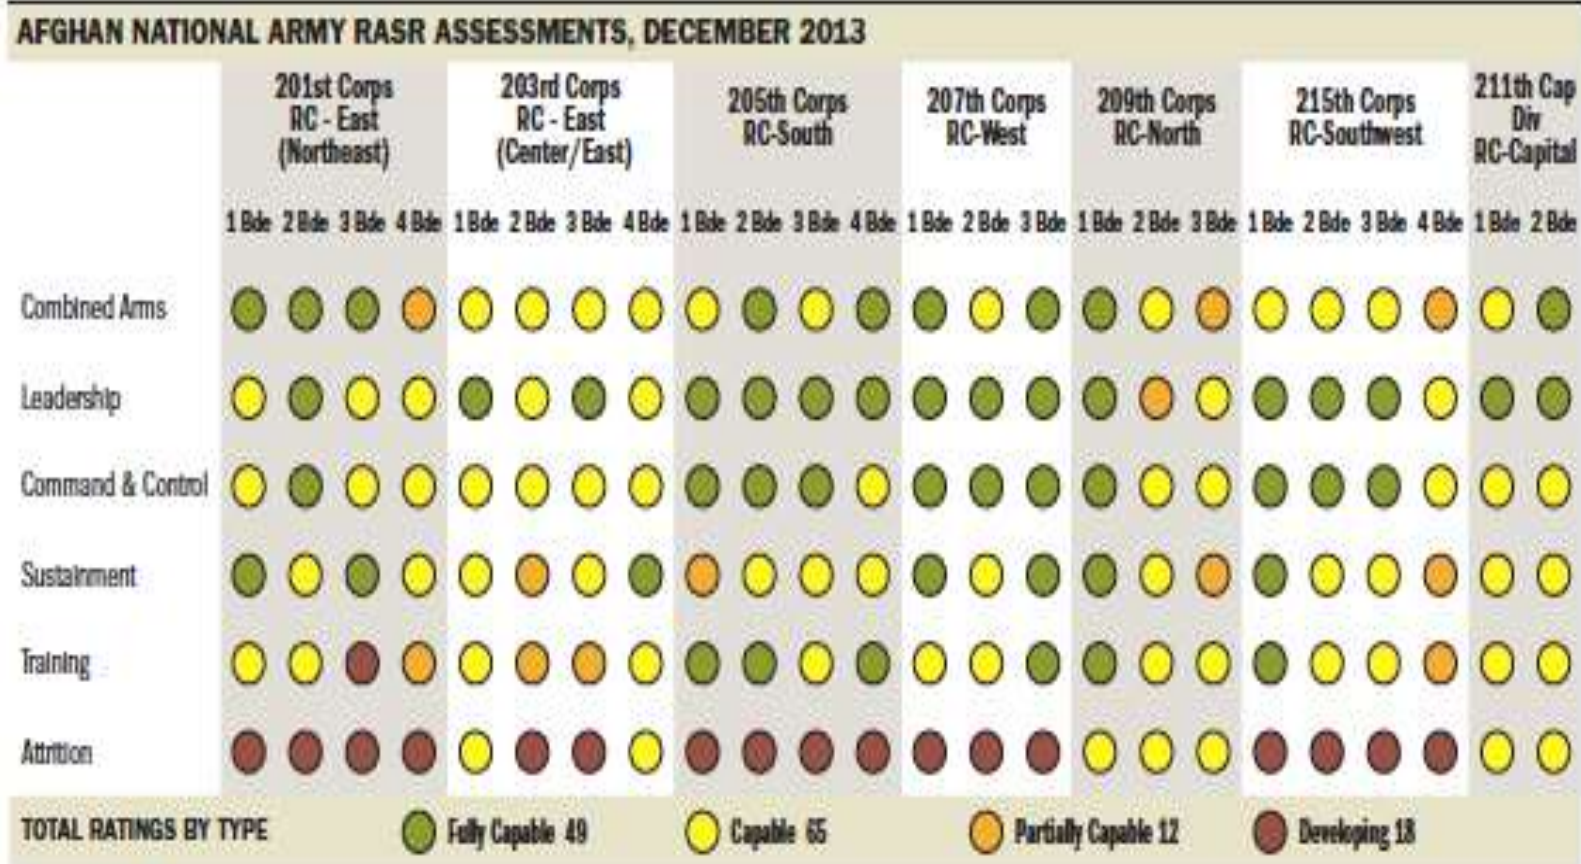 AFGHAN NATIONAL ARMY RASR ASSESSMENTS, DECEMBER 2013
201st Corps
RC - East
(Northeast)
203rd Corps
RC - East
(Center/East)
205th Corps
RC-South
207th Corps
RC-West
209th Corps
RC-North
215th Corps
RC-Southwest
211th Cap
Div
RC-Capital
1 Bde 2 Bde 3 Bde 4 Bde 1 Bde 2 Bde 3 Bde 4 Bde 1 Bde 2 Bde 3 Bde 4 Bde 1 Bde 2 Bde 3 Bde 1 Bde 2 Bde 3 Bde 1 Bde 2 Bde 3 Bde 4 Bde 1 Bde 2 Bde
Combined Arms
Leadership
Command & Control
Sustainment
Training
Attrition
TOTAL RATINGS BY TYPE Fully Capable 49 Capable 65 Partially Capable 12 Developing 18